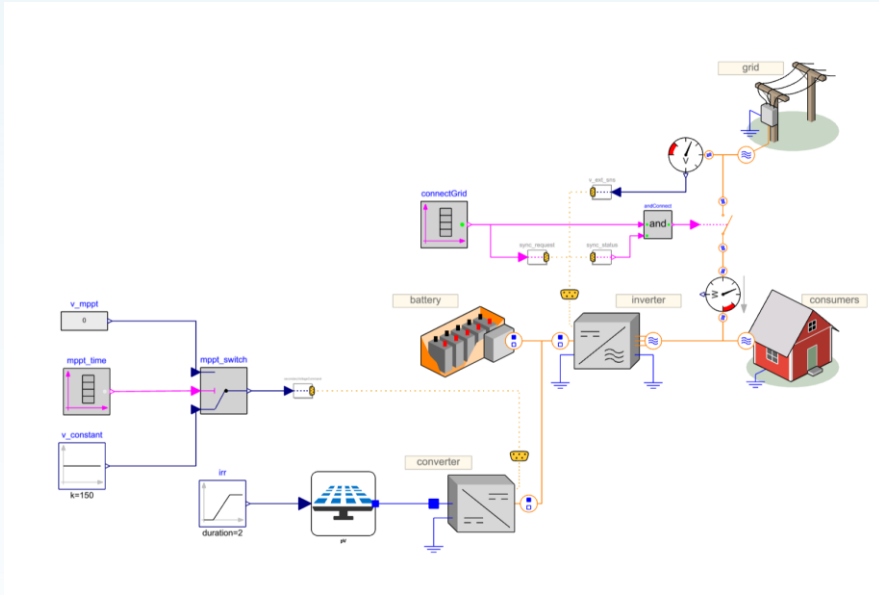 grid
V
v_ext_sns
connectGrid
andConnect
and
sync_request
sync_status
W
battery
inverter
consumers
v_mppt
0
mppt_time
mppt_switch
v_constant
k=150
converter
irr
duration=2
pV